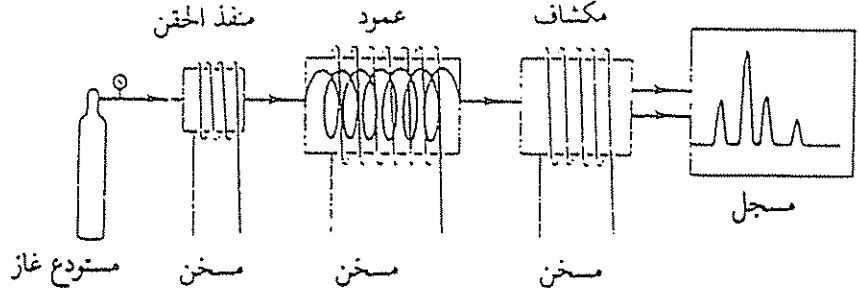 مكشاف
عمود
منفذ الحقن
مسجل
مسخن
مسخن
مسخن
مستودع غاز